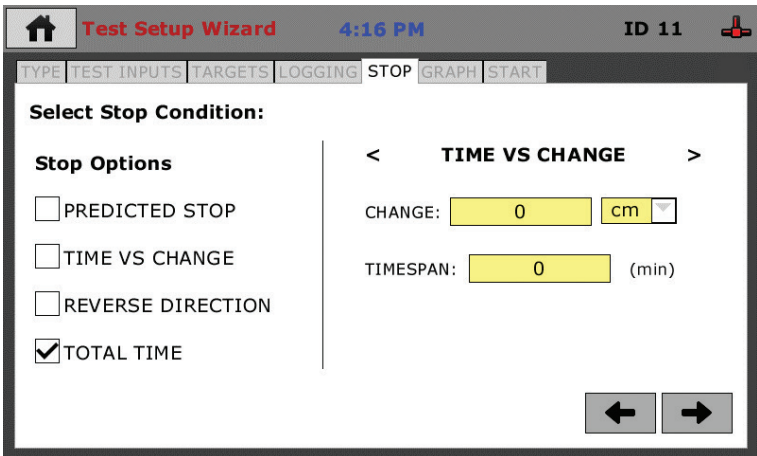 Test Setup Wizard 4:16 PM ID 11
TYPE TEST INPUTS TARGETS LOGGING STOP GRAPH START
Select Stop Condition:
Stop Options
PREDICTED STOP
TIME VS CHANGE
REVERSE DIRECTION
TOTAL TIME
< TIME VS CHANGE >
CHANGE: 0 cm
TIMESPAN: 0 (min)